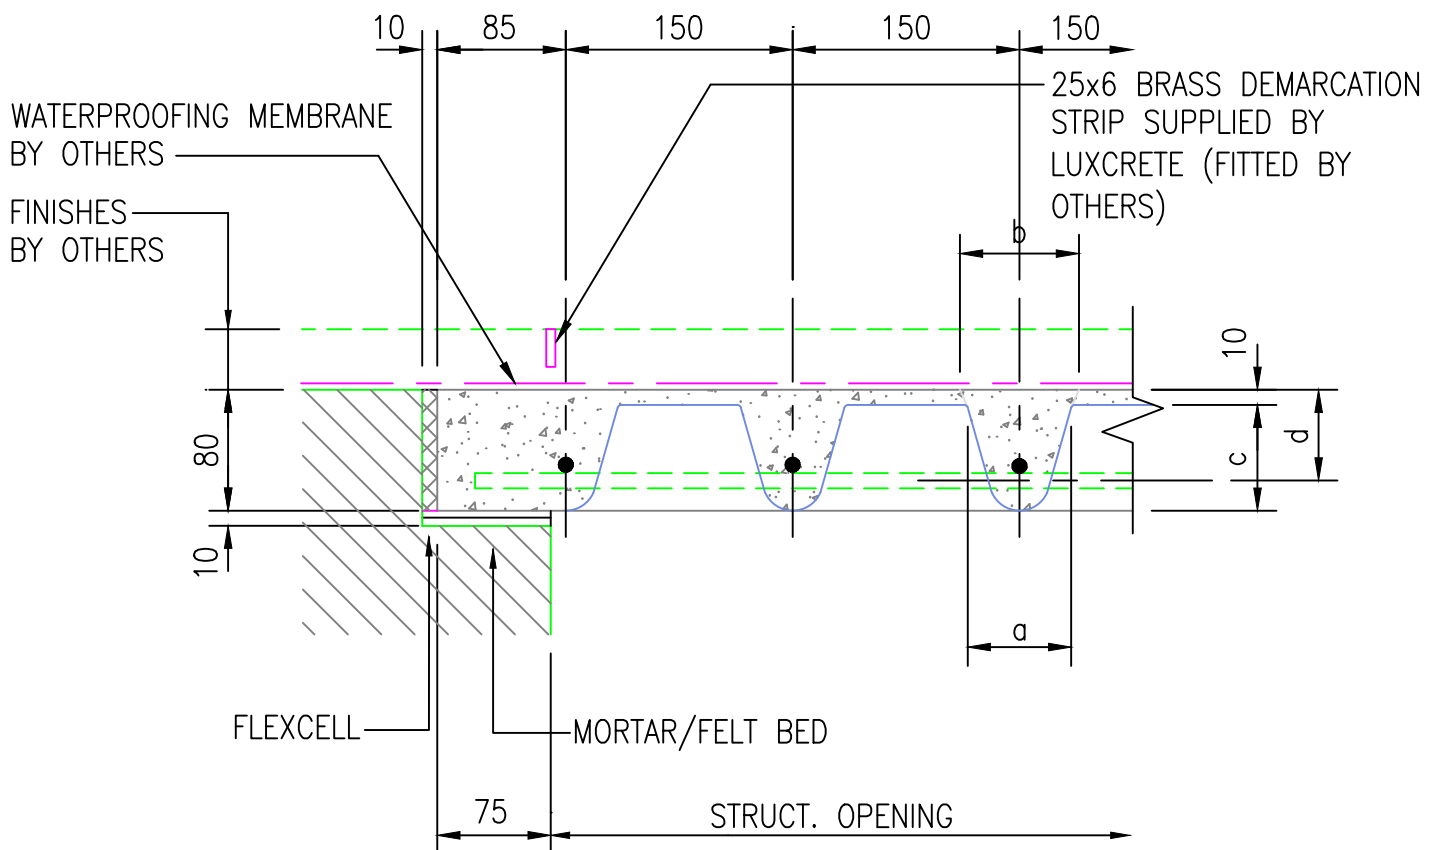 10
85
150
150
150
25x6 BRASS DEMARCATION
STRIP SUPPLIED BY
LUXCRETE (FITTED BY
OTHERS)
WATERPROOFING MEMBRANE
BY OTHERS
FINISHES
BY OTHERS
b
10
d
c
80
10
a
FLEXCELL
MORTAR/FELT BED
75
STRUCT. OPENING